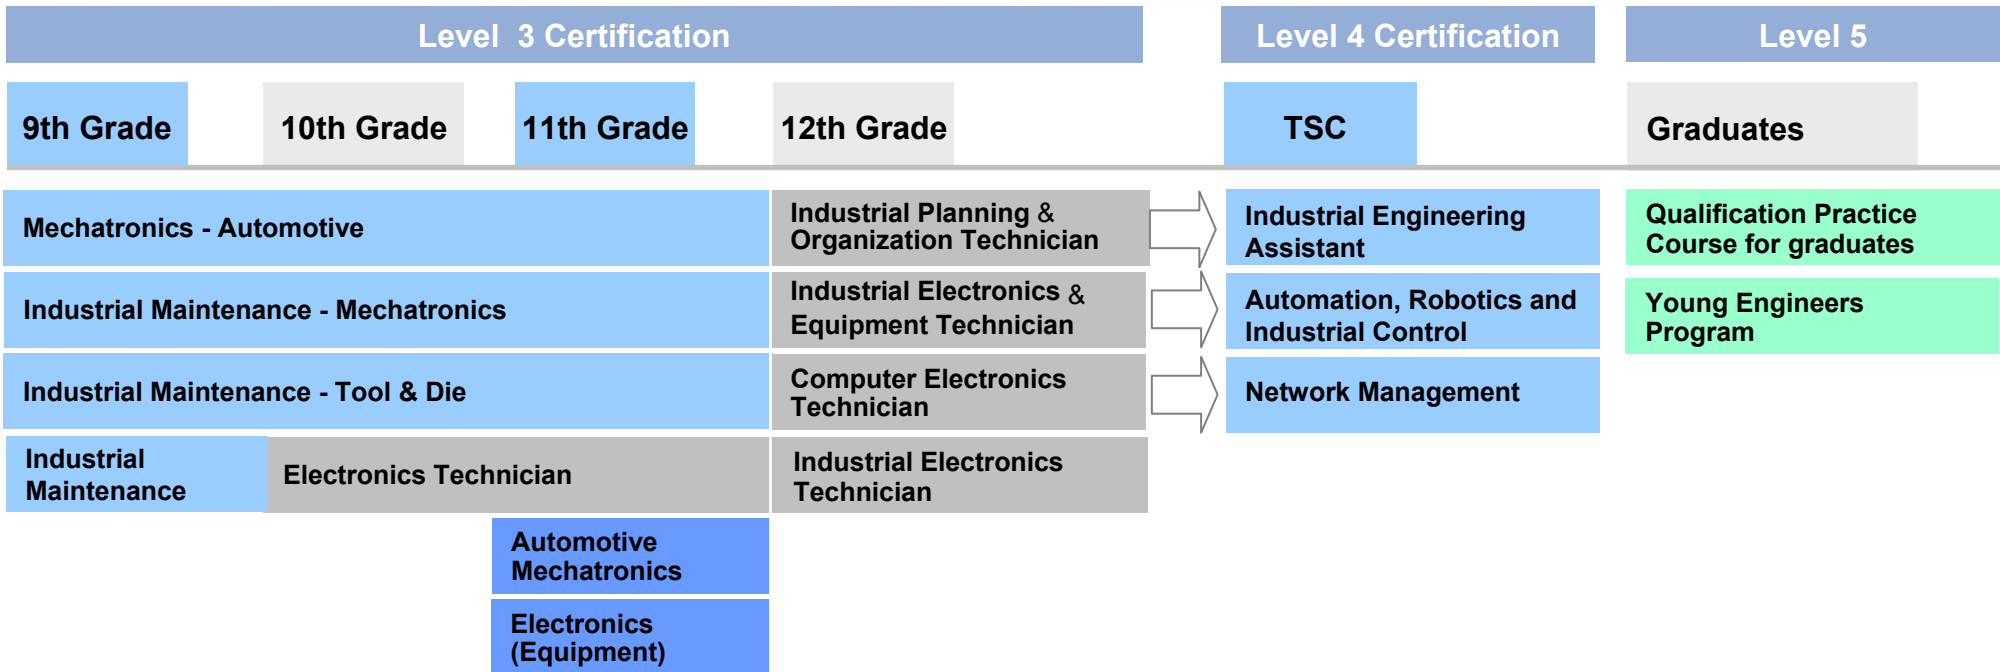 Level 3 Certification
Level 4 Certification
Level 5
9th Grade
10th Grade
11th Grade
12th Grade
TSC
Graduates
Mechatronics - Automotive
Industrial Planning &
Organization Technician
Industrial Engineering
Assistant
Qualification Practice
Course for graduates
Industrial Maintenance - Mechatronics
Industrial Electronics &
Equipment Technician
Automation, Robotics and
Industrial Control
Young Engineers
Program
Industrial Maintenance - Tool & Die
Computer Electronics
Technician
Network Management
Industrial
Maintenance
Electronics Technician
Industrial Electronics
Technician
Automotive
Mechatronics
Electronics
(Equipment)